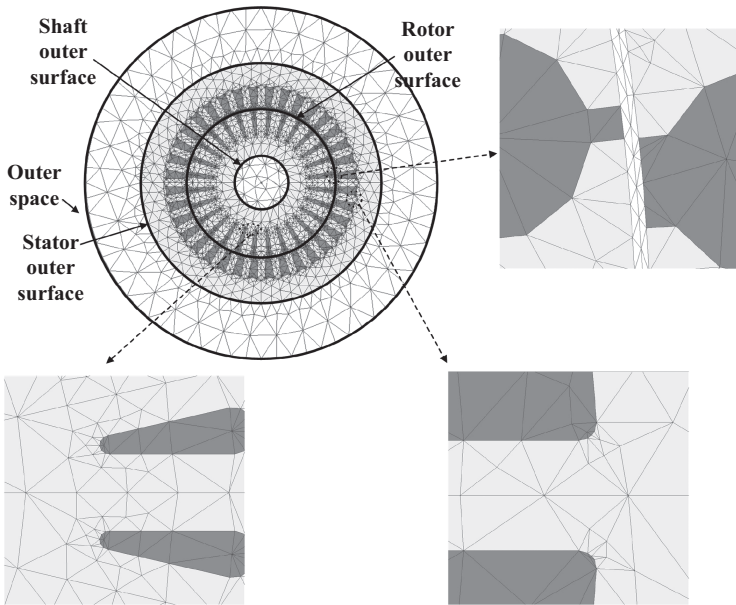 Shaft
outer
surface
Rotor
outer
surface
Outer
space
Stator
outer
surface